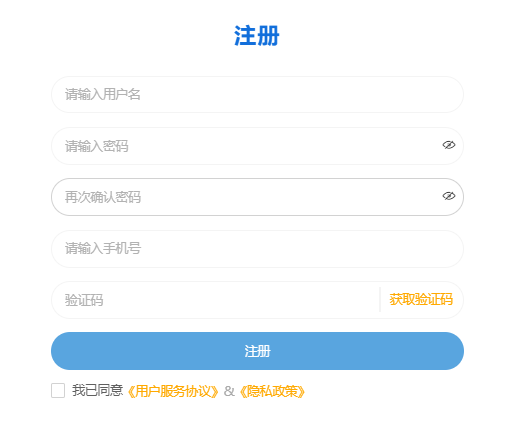 注册
请输入用户名
请输入密码
再次确认密码
请输入手机号
验证码 获取验证码
注册
我已同意《用户服务协议》&《隐私政策》